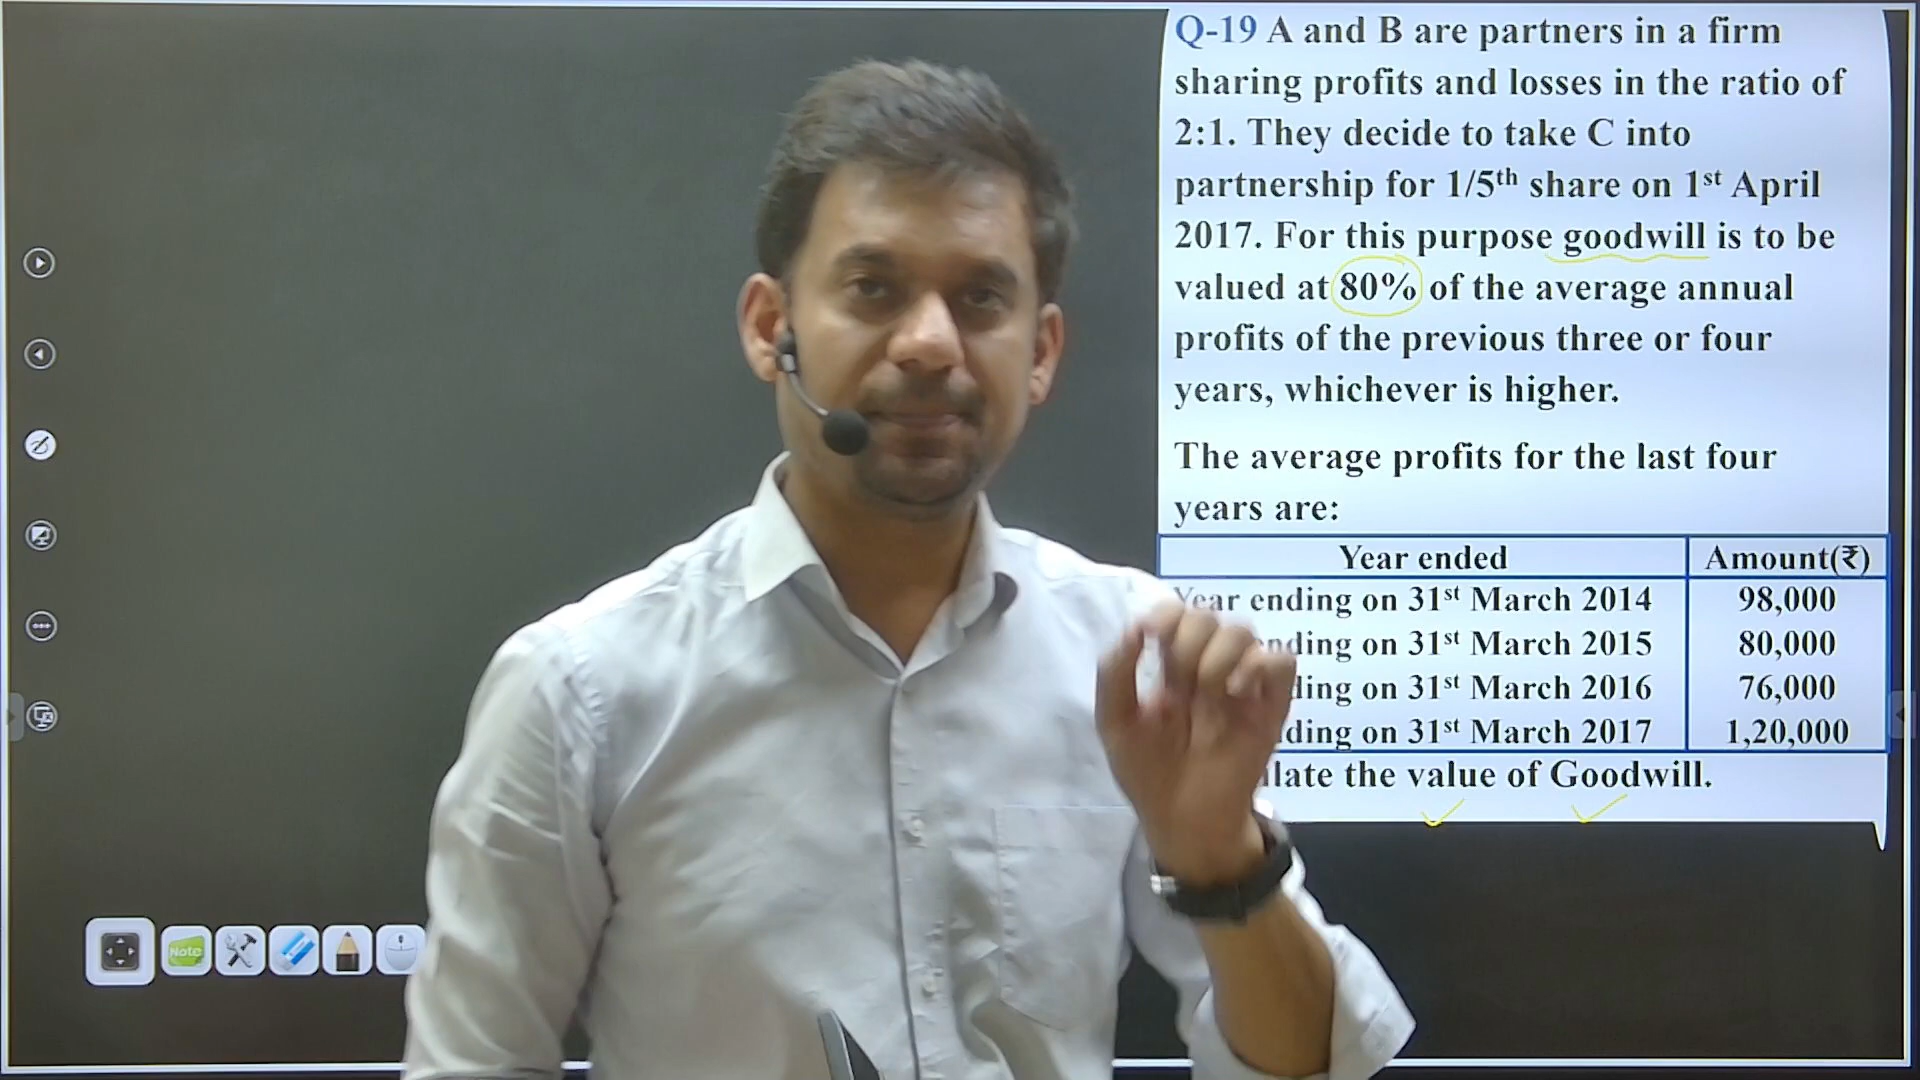 Q-19 A and B are partners in a firm
sharing profits and losses in the ratio of
2:1. They decide to take C into
partnership for 1/5th share on 1st April
2017. For this purpose goodwill is to be
valued at 80% of the average annual
profits of the previous three or four
years, whichever is higher.
The average profits for the last four
years are:
Year ended Amount(₹)
Year ending on 31st March 2014 98,000
ending on 31st March 2015 80,000
on 31st March 2016 76,000
on 31st March 2017 1,20,000
the value of Goodwill.
Note